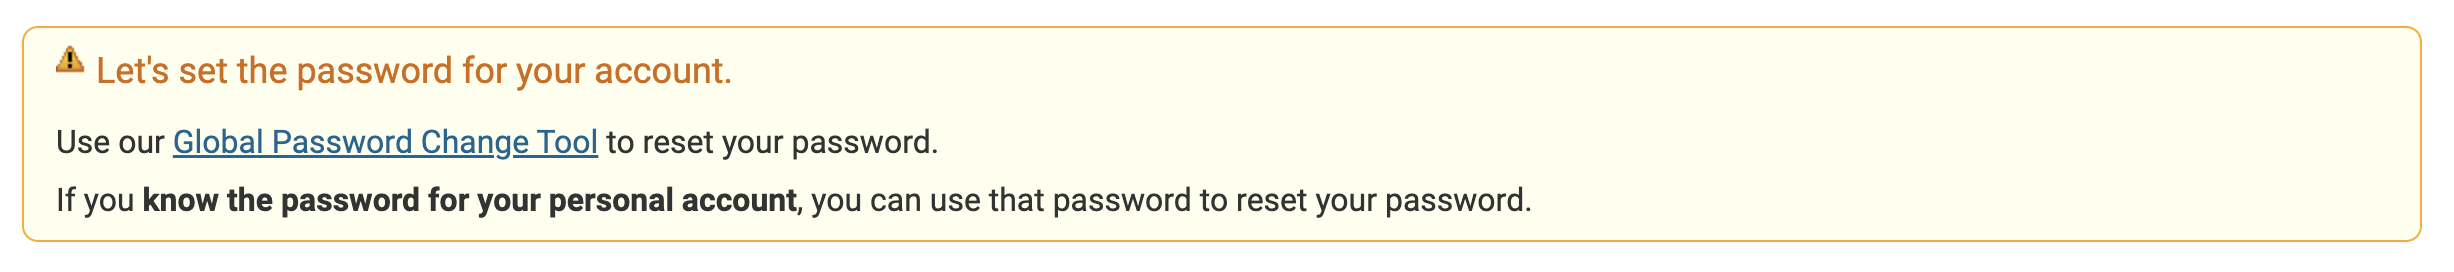 Let's set the password for your account.
Use our Global Password Change Tool to reset your password.
If you know the password for your personal account, you can use that password to reset your password.